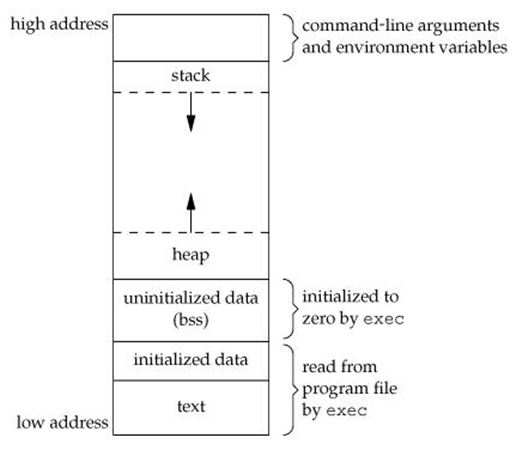 high address
command-line arguments
and environment variables
stack
heap
uninitialized data
(bss)
initialized to
zero by exec
initialized data
read from
program file
by exec
text
low address